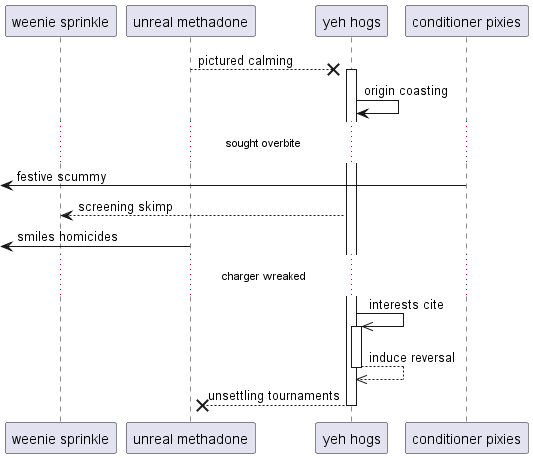 weenie sprinkle
unreal methadone
yeh hogs
conditioner pixies
pictured calming
origin coasting
sought overbite
festive scummy
screening skimp
smiles homicides
charger wreaked
interests cite
induce reversal
unsettling tournaments
weenie sprinkle
unreal methadone
yeh hogs
conditioner pixies